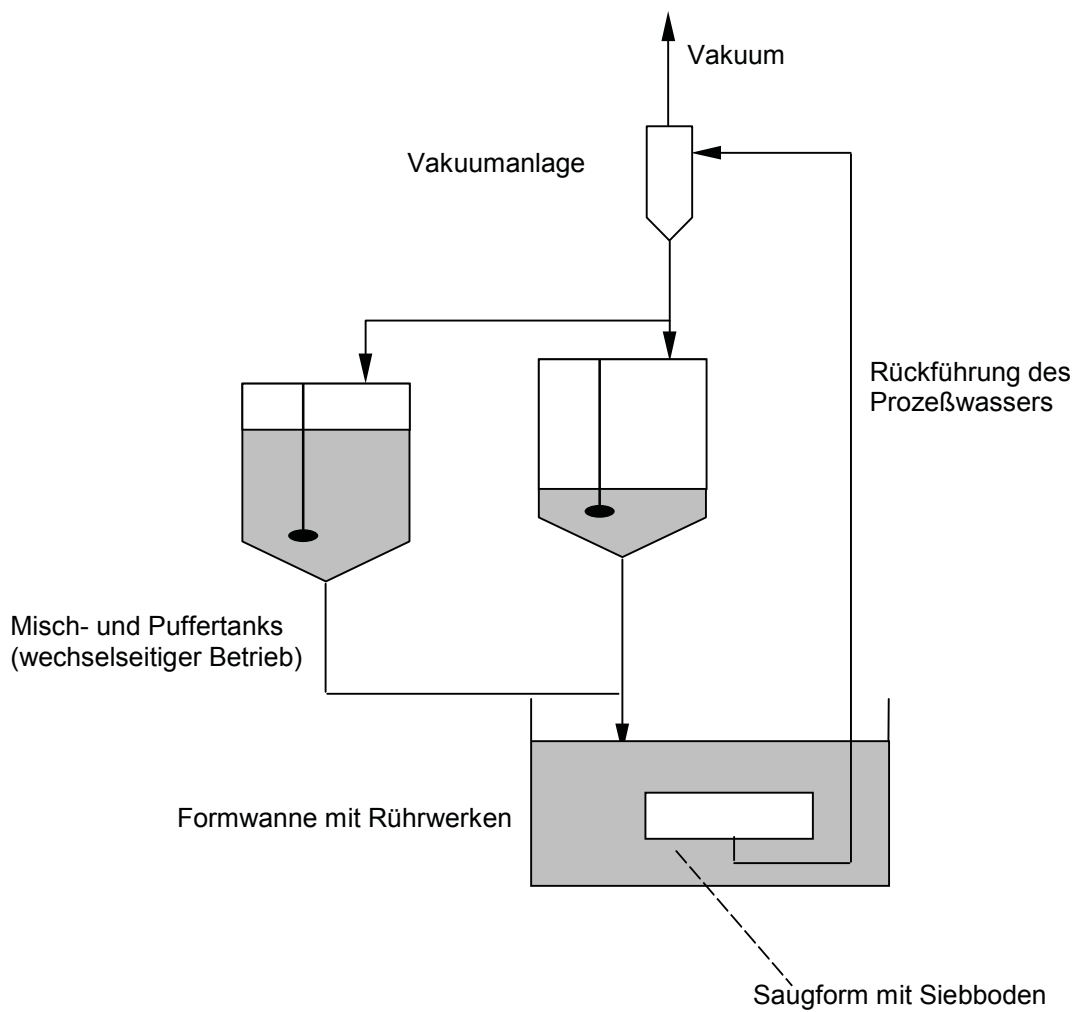 Vakuum
Vakuumanlage
Rückführung des
Prozeßwassers
Misch- und Puffertanks
(wechselseitiger Betrieb)
Formwanne mit Rührwerken
Saugform mit Siebboden